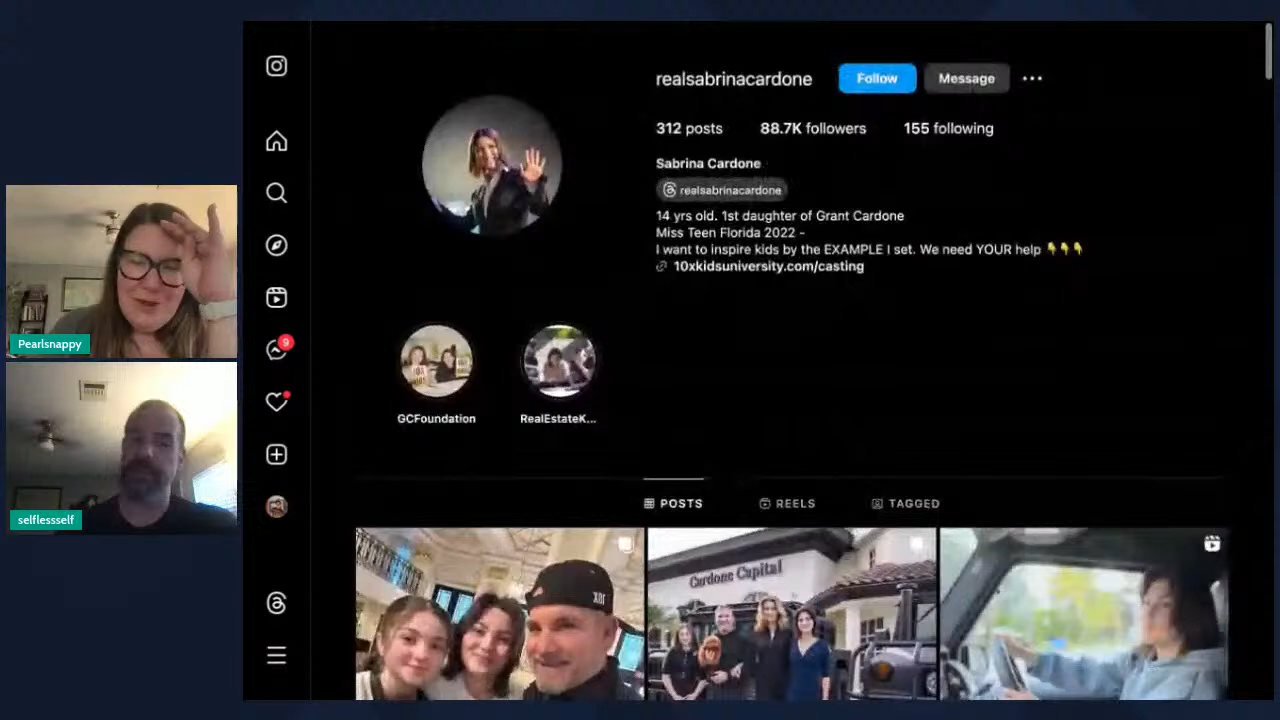 realsabrinacardone
Follow
Message
312 posts
88.7K followers
155 following
Sabrina Cardone
realsabrinacardone
14 yrs old. 1st daughter of Grant Cardone
Miss Teen Florida 2022 -
I want to inspire kids by the EXAMPLE I set. We need YOUR help 👇👇👇
10xkidsuniversity.com/casting
9
GCFoundation
RealEstateK...
POSTS
REELS
TAGGED
Cardone Capital
10X
Pearlsnappy
selflessself